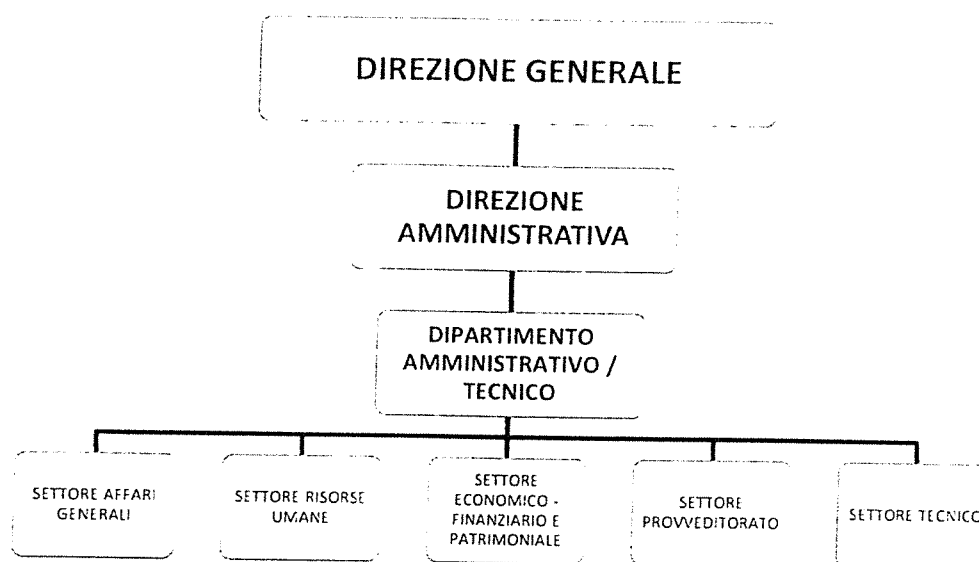 DIREZIONE GENERALE
DIREZIONE
AMMINISTRATIVA
DIPARTIMENTO
AMMINISTRATIVO /
TECNICO
SETTORE AFFARI
GENERALI
SETTORE RISORSE
UMANE
SETTORE
ECONOMICO -
FINANZIARIO E
PATRIMONIALE
SETTORE
PROVVEDITORATO
SETTORE TECNICO